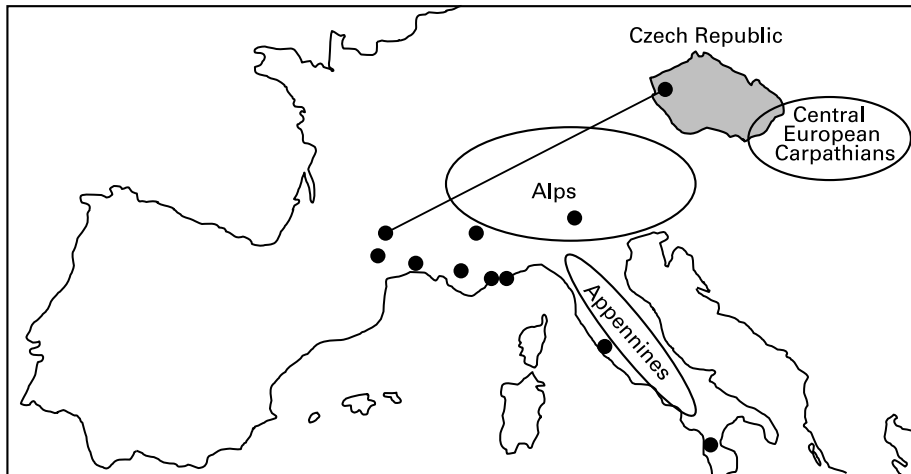 Czech Republic
Central
European
Carpathians
Alps
Appennines